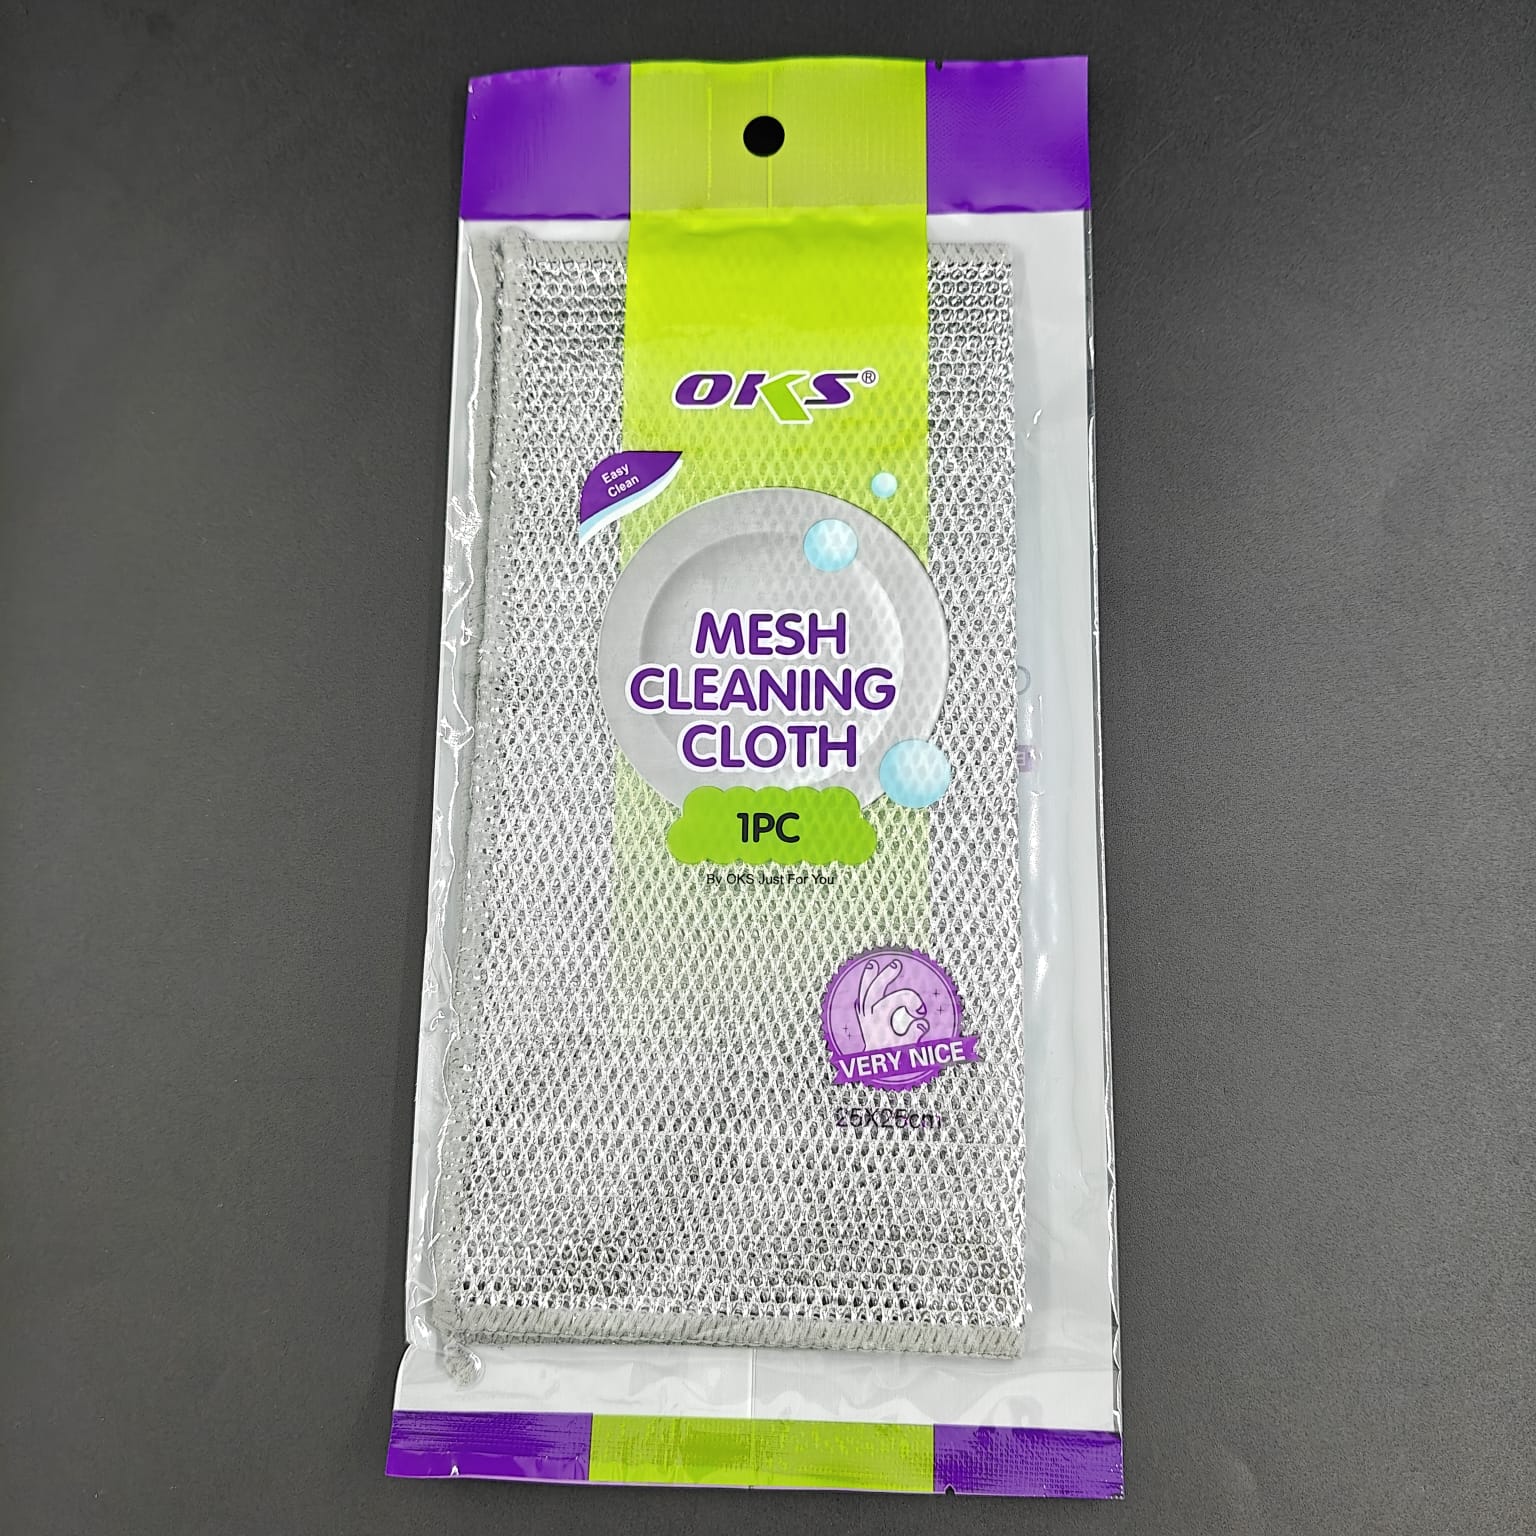 OKS®
Easy
Clean
MESH
CLEANING
CLOTH
1PC
By OKS Just For You
VERY NICE
25X25cm